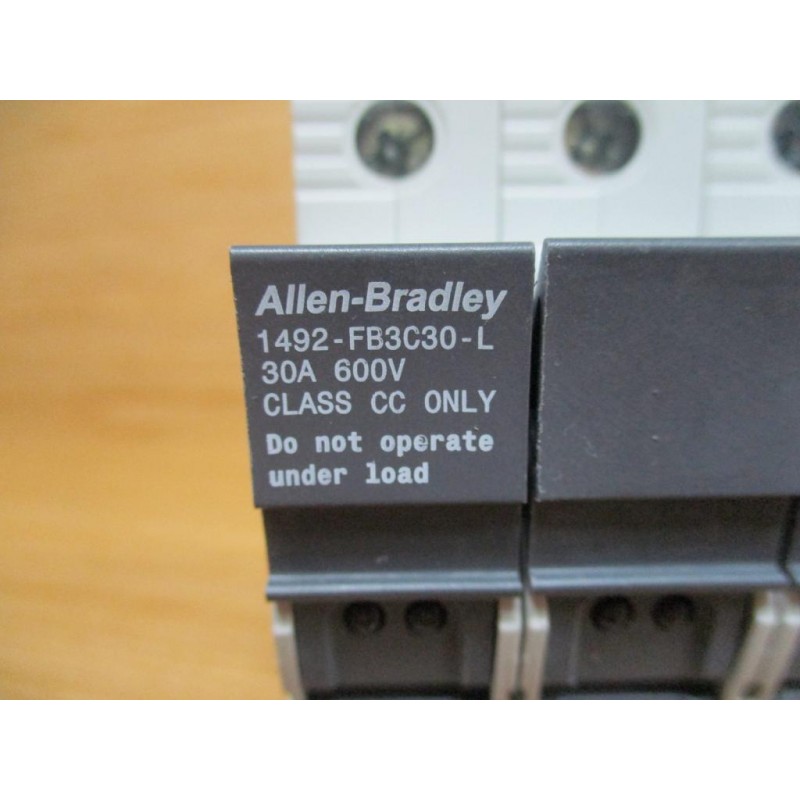 Allen-Bradley
1492-FB3C30-L
30A 600V
CLASS CC ONLY
Do not operate
under load